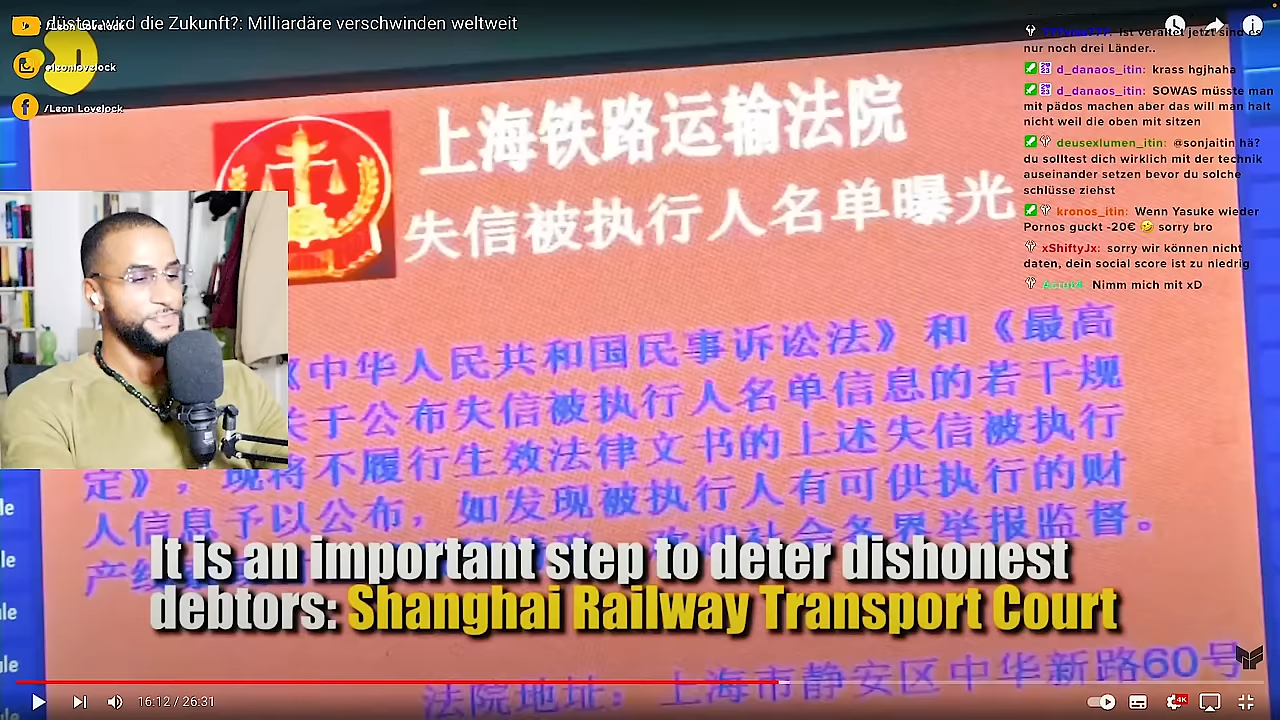 düster wird die Zukunft?: Milliardäre verschwinden weltweit
/Leon Lovelock
eleonlovelock
/Leon Lovelock
上海铁路运输法院
失信被执行人名单曝光
《中华人民共和国民事诉讼法》和《最高
关于公布失信被执行人名单信息的若干规
定》，现将不履行生效法律文书的上述失信被执行
人信息予以公布，如发现被执行人有可供执行的财
社会各界举报监督。
It is an important step to deter dishonest
debtors: Shanghai Railway Transport Court
法院地址：上海市静安区中华新路60号
ist veraltet jetzt sind es
nur noch drei Länder..
d_danaos_itin: krass hgjhaha
d_danaos_itin: SOWAS müsste man
mit pädos machen aber das will man halt
nicht weil die oben mit sitzen
deusexlumen_itin: @sonjaitin hä?
du solltest dich wirklich mit der technik
auseinander setzen bevor du solche
schlüsse ziehst
kronos_itin: Wenn Yasuke wieder
Pornos guckt -20€ 🤣 sorry bro
xShiftyJx: sorry wir können nicht
daten, dein social score ist zu niedrig
Nimm mich mit xD
16:12 / 26:31
4K